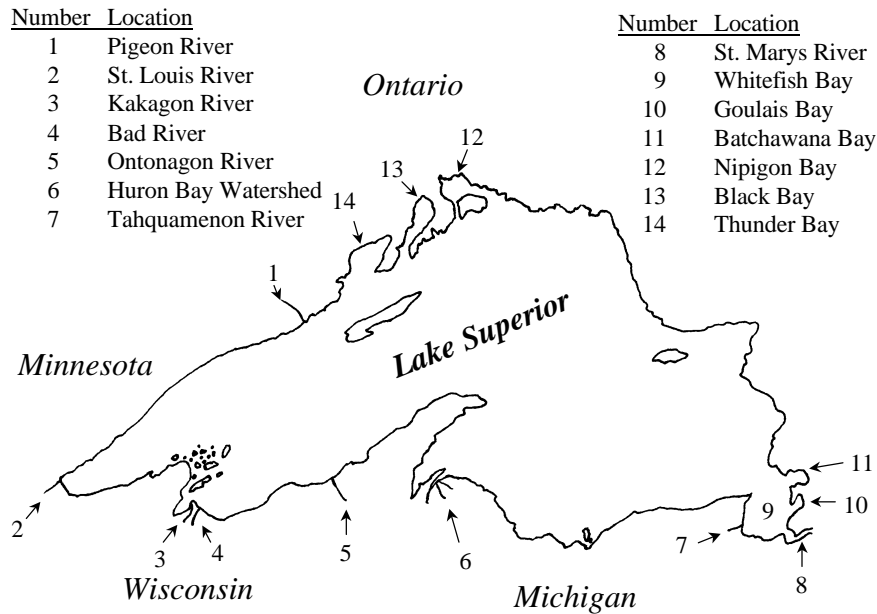 Number Location
1 Pigeon River
2 St. Louis River
3 Kakagon River
4 Bad River
5 Ontonagon River
6 Huron Bay Watershed
7 Tahquamenon River
Number Location
8 St. Marys River
9 Whitefish Bay
10 Goulais Bay
11 Batchawana Bay
12 Nipigon Bay
13 Black Bay
14 Thunder Bay
Ontario
12
13
14
1
Lake Superior
Minnesota
11
10
9
2
3
4
5
6
7
8
Wisconsin
Michigan